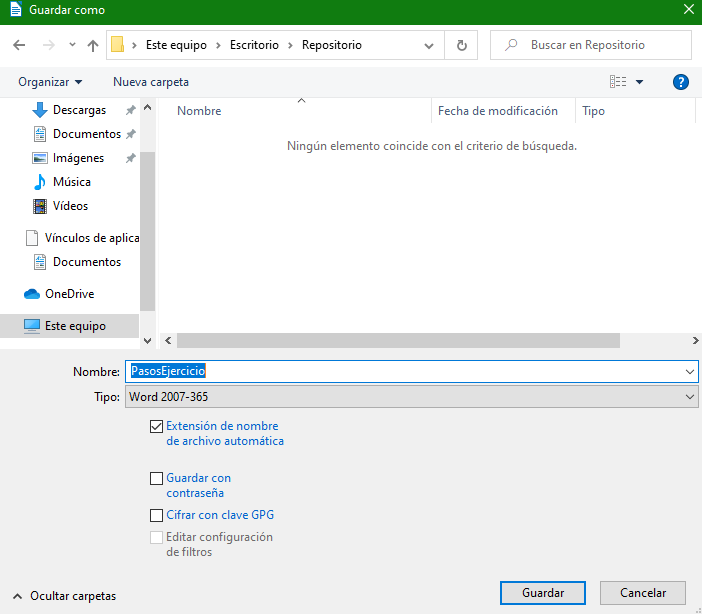 Guardar como
Este equipo > Escritorio > Repositorio
Buscar en Repositorio
Organizar
Nueva carpeta
?
Descargas
Documentos
Imágenes
Música
Vídeos
Vínculos de aplica
Documentos
OneDrive
Este equipo
Nombre
Fecha de modificación
Tipo
Ningún elemento coincide con el criterio de búsqueda.
Nombre: PasosEjercicio
Tipo: Word 2007-365
Extensión de nombre
de archivo automática
Guardar con
contraseña
Cifrar con clave GPG
Editar configuración
de filtros
Ocultar carpetas
Guardar
Cancelar